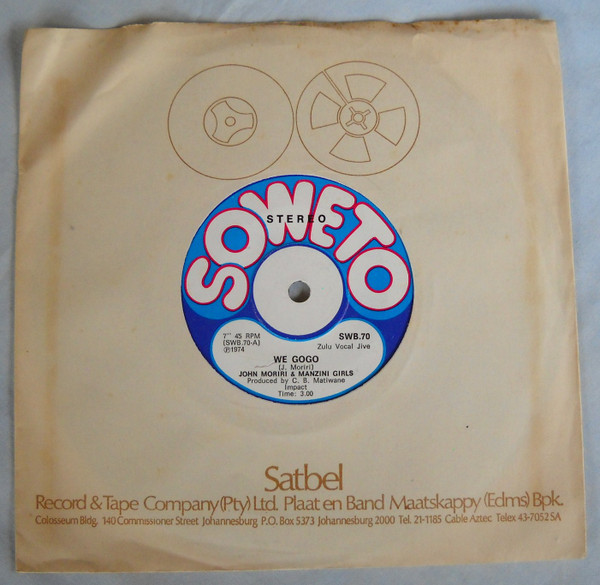 SOWETO
STEREO
7" 45 RPM
(SWB.70-A)
Ⓟ1974
SWB.70
Zulu Vocal Jive
WE GOGO
(J. Moriri)
JOHN MORIRI & MANZINI GIRLS
Produced by C. B. Matiwane
Impact
Time: 3.00
Satbel
Record & Tape Company (Pty) Ltd. Plaat en Band Maatskappy (Edms) Bpk.
Colosseum Bldg. 140 Commissioner Street Johannesburg P.O. Box 5373 Johannesburg 2000 Tel. 21-1185 Cable Aztec Telex 43-7052 SA